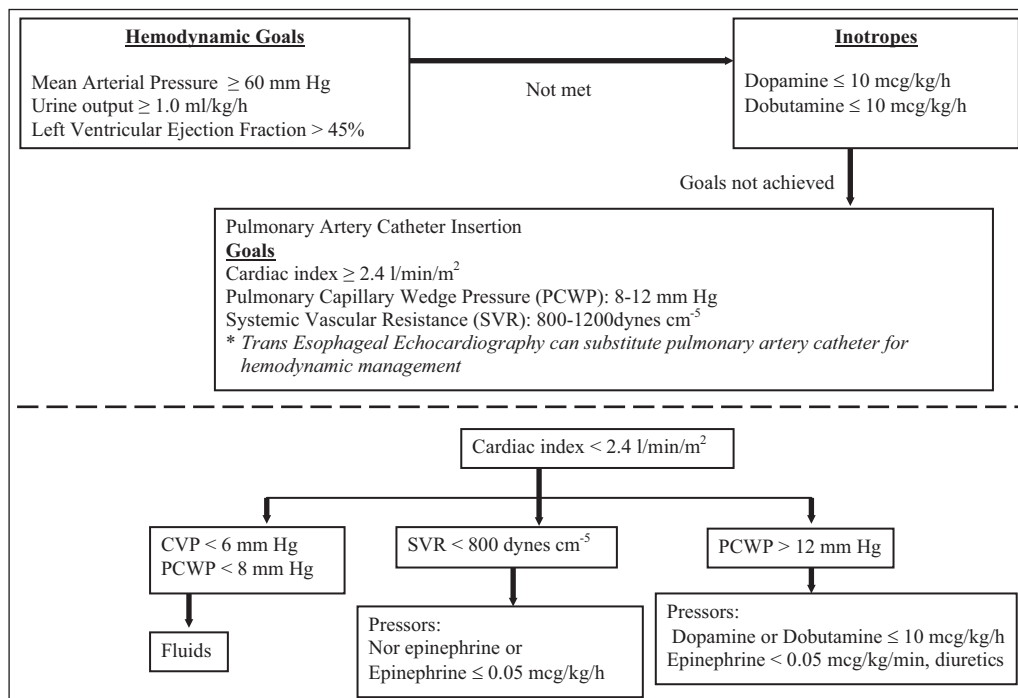 Hemodynamic Goals
Mean Arterial Pressure ≥ 60 mm Hg
Urine output ≥ 1.0 ml/kg/h
Left Ventricular Ejection Fraction > 45%
Not met
Inotropes
Dopamine ≤ 10 mcg/kg/h
Dobutamine ≤ 10 mcg/kg/h
Goals not achieved
Pulmonary Artery Catheter Insertion
Goals
Cardiac index ≥ 2.4 l/min/m²
Pulmonary Capillary Wedge Pressure (PCWP): 8-12 mm Hg
Systemic Vascular Resistance (SVR): 800-1200dynes cm⁻⁵
* Trans Esophageal Echocardiography can substitute pulmonary artery catheter for
hemodynamic management
Cardiac index < 2.4 l/min/m²
CVP < 6 mm Hg
PCWP < 8 mm Hg
Fluids
SVR < 800 dynes cm⁻⁵
Pressors:
Nor epinephrine or
Epinephrine ≤ 0.05 mcg/kg/h
PCWP > 12 mm Hg
Pressors:
Dopamine or Dobutamine ≤ 10 mcg/kg/h
Epinephrine < 0.05 mcg/kg/min, diuretics